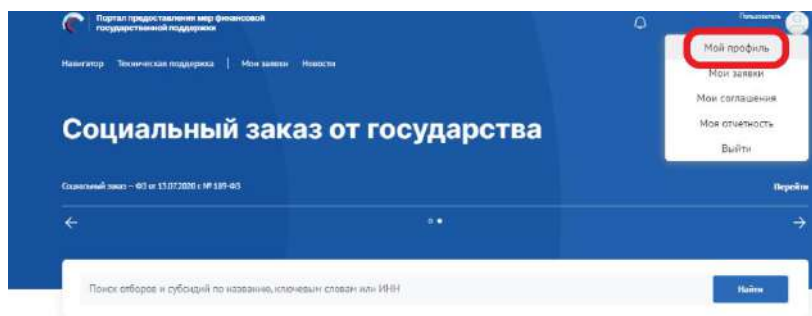 Портал предоставления мер финансовой
государственной поддержки
Пользователь
Навигатор Техническая поддержка | Мои заявки Новости
Мой профиль
Мои заявки
Мои соглашения
Моя отчетность
Выйти
Социальный заказ от государства
Социальный заказ – ФЗ от 13.07.2020 г. № 189-ФЗ
Перейти
Поиск отборов и субсидий по названию, ключевым словам или ИНН
Найти